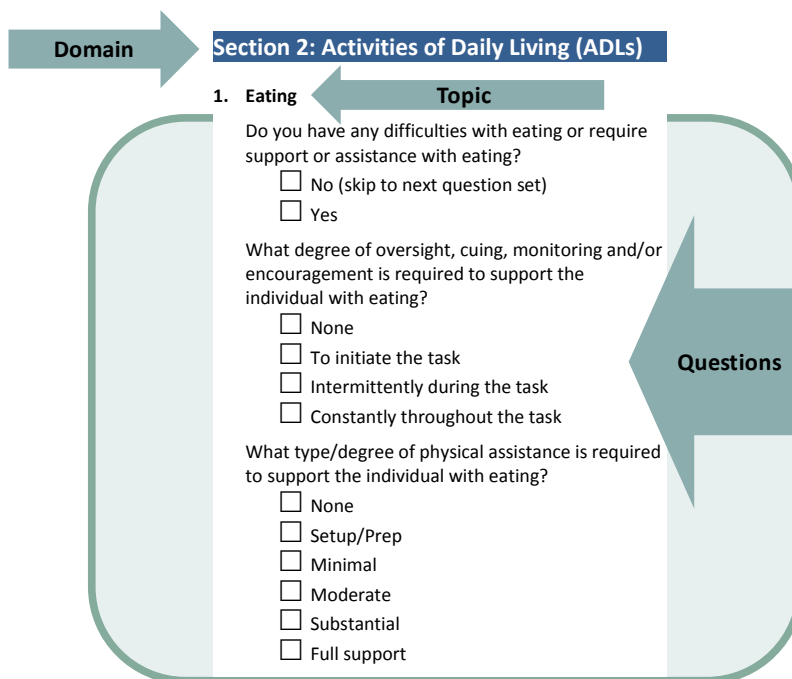 Domain
Section 2: Activities of Daily Living (ADLs)
1. Eating
Topic
Do you have any difficulties with eating or require
support or assistance with eating?
☐ No (skip to next question set)
☐ Yes
What degree of oversight, cuing, monitoring and/or
encouragement is required to support the
individual with eating?
☐ None
☐ To initiate the task
☐ Intermittently during the task
☐ Constantly throughout the task
Questions
What type/degree of physical assistance is required
to support the individual with eating?
☐ None
☐ Setup/Prep
☐ Minimal
☐ Moderate
☐ Substantial
☐ Full support